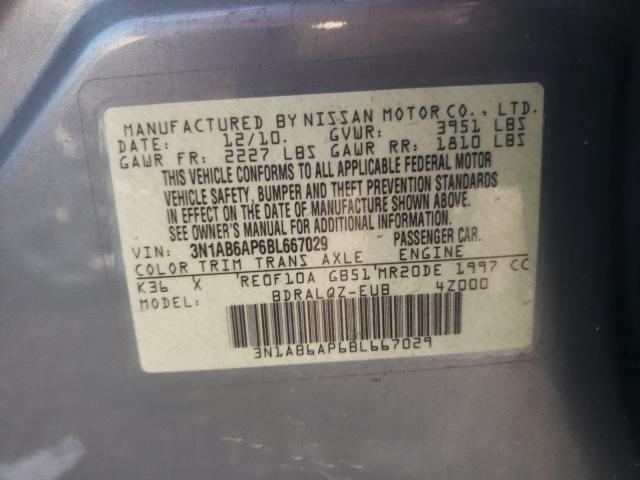 MANUFACTURED BY NISSAN MOTOR CO., LTD.
DATE: 12/10. GVWR: 3951 LBS
GAWR FR: 2227 LBS GAWR RR: 1810 LBS
THIS VEHICLE CONFORMS TO ALL APPLICABLE FEDERAL MOTOR
VEHICLE SAFETY, BUMPER AND THEFT PREVENTION STANDARDS
IN EFFECT ON THE DATE OF MANUFACTURE SHOWN ABOVE.
SEE OWNER'S MANUAL FOR ADDITIONAL INFORMATION.
VIN: 3N1AB6AP6BL667029 PASSENGER CAR.
COLOR TRIM TRANS AXLE ENGINE
K36 X RE0F10A GB51 MR20DE 1997 CC
MODEL: BDRALQZ-EUB 4Z000
3N1AB6AP6BL667029